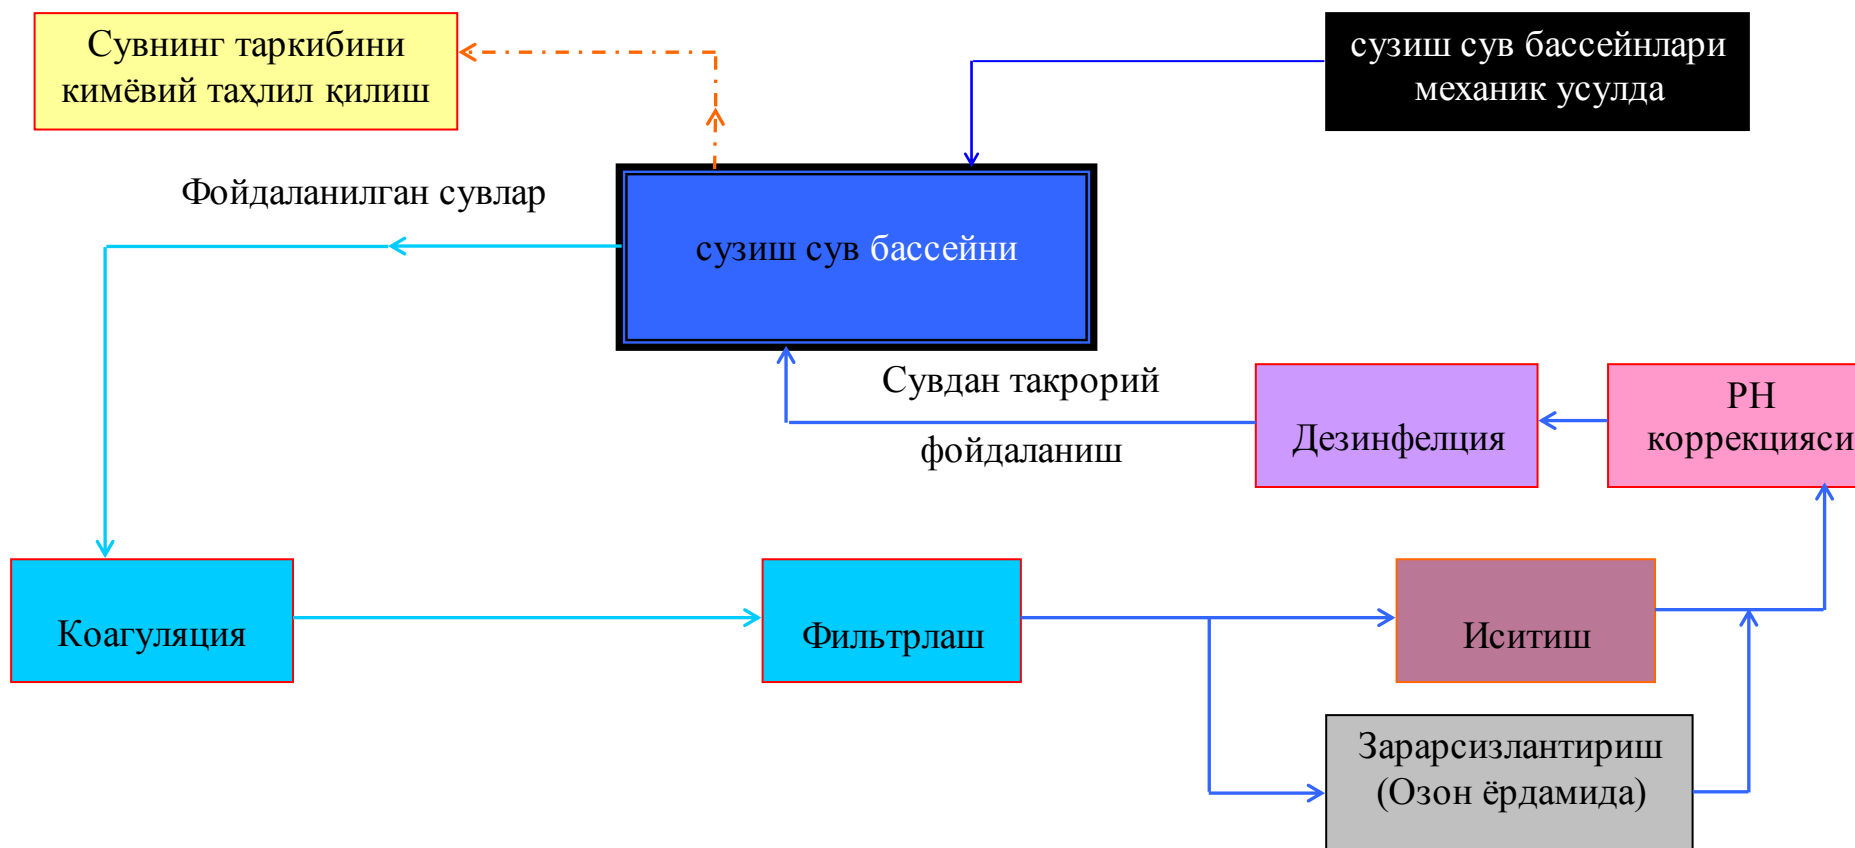 Сувнинг таркибини
кимёвий таҳлил қилиш
сузиш сув бассейнлари
механик усулда
Фойдаланилган сувлар
сузиш сув бассейни
Сувдан такрорий
фойдаланиш
Дезинфелция
РН
коррекцияси
Коагуляция
Фильтрлаш
Иситиш
Зарарсизлантириш
(Озон ёрдамида)